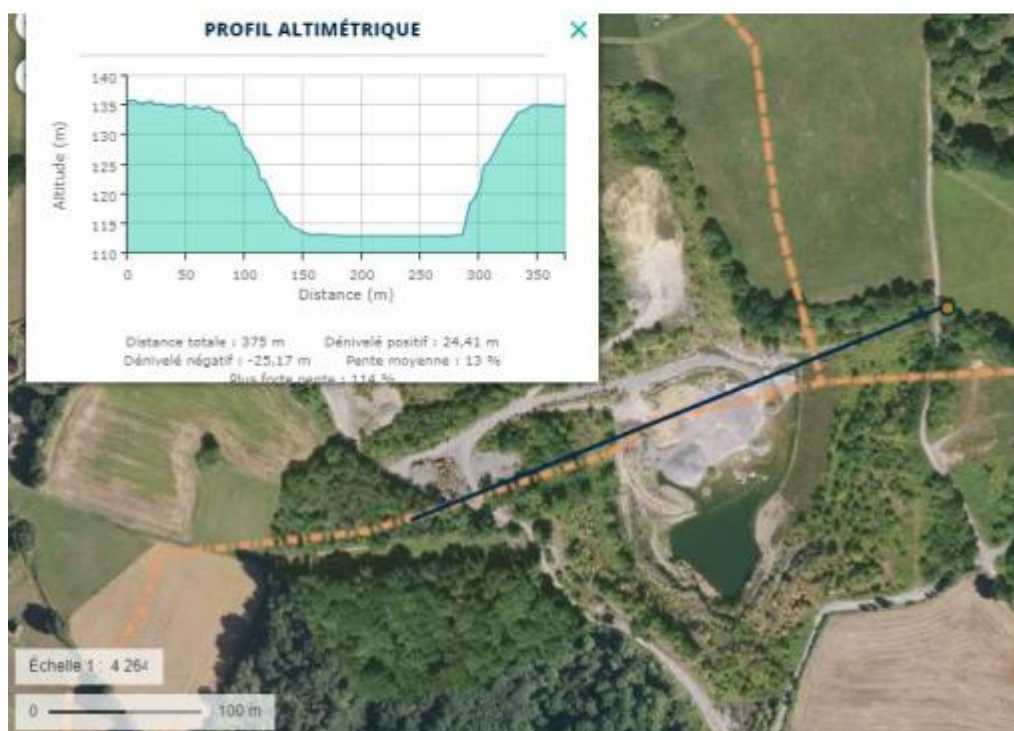 PROFIL ALTIMÉTRIQUE
140
135
130
125
120
115
110
Altitude (m)
0 50 100 150 200 250 300 350
Distance (m)
Distance totale : 375 m Dénivelé positif : 24,41 m
Dénivelé négatif : -25,17 m Pente moyenne : 13 %
Plus forte pente : 114 %
Échelle 1 : 4 264
0 100 m